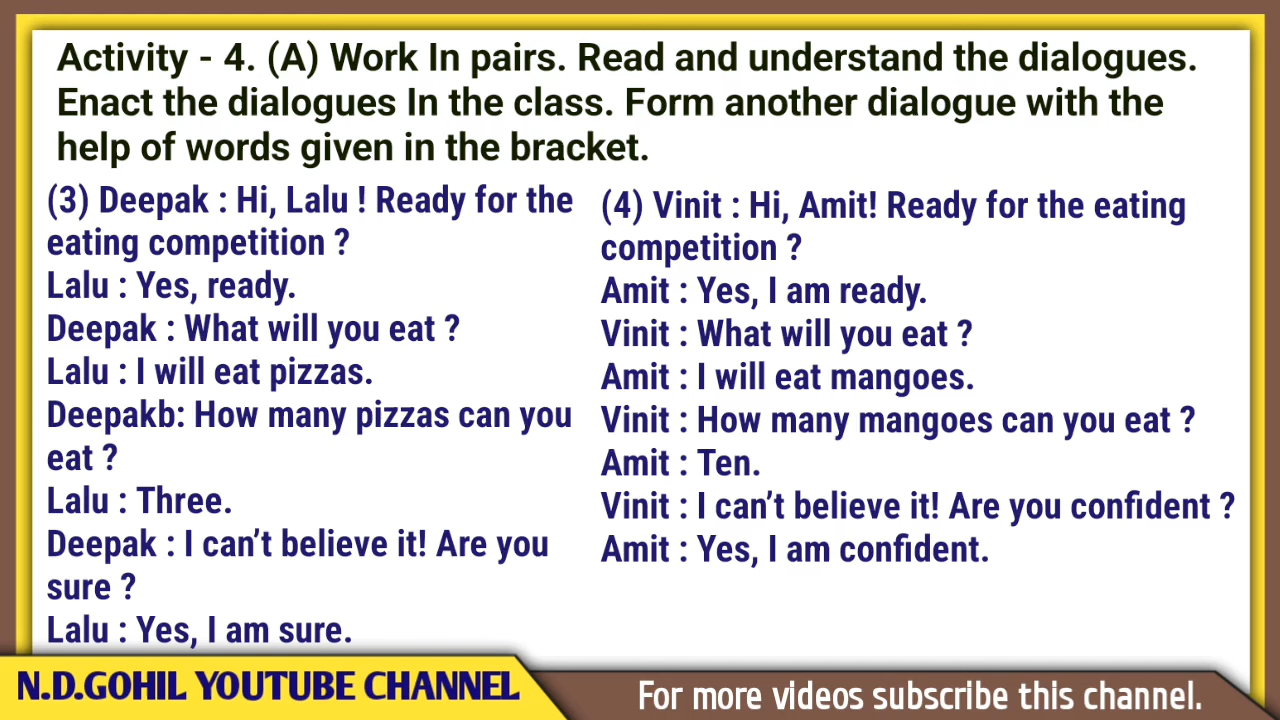 Activity - 4. (A) Work In pairs. Read and understand the dialogues.
Enact the dialogues In the class. Form another dialogue with the
help of words given in the bracket.
(3) Deepak : Hi, Lalu ! Ready for the
eating competition ?
Lalu : Yes, ready.
Deepak : What will you eat ?
Lalu : I will eat pizzas.
Deepakb: How many pizzas can you
eat ?
Lalu : Three.
Deepak : I can't believe it! Are you
sure ?
Lalu : Yes, I am sure.
(4) Vinit : Hi, Amit! Ready for the eating
competition ?
Amit : Yes, I am ready.
Vinit : What will you eat ?
Amit : I will eat mangoes.
Vinit : How many mangoes can you eat ?
Amit : Ten.
Vinit : I can't believe it! Are you confident ?
Amit : Yes, I am confident.
N.D.GOHIL YOUTUBE CHANNEL
For more videos subscribe this channel.